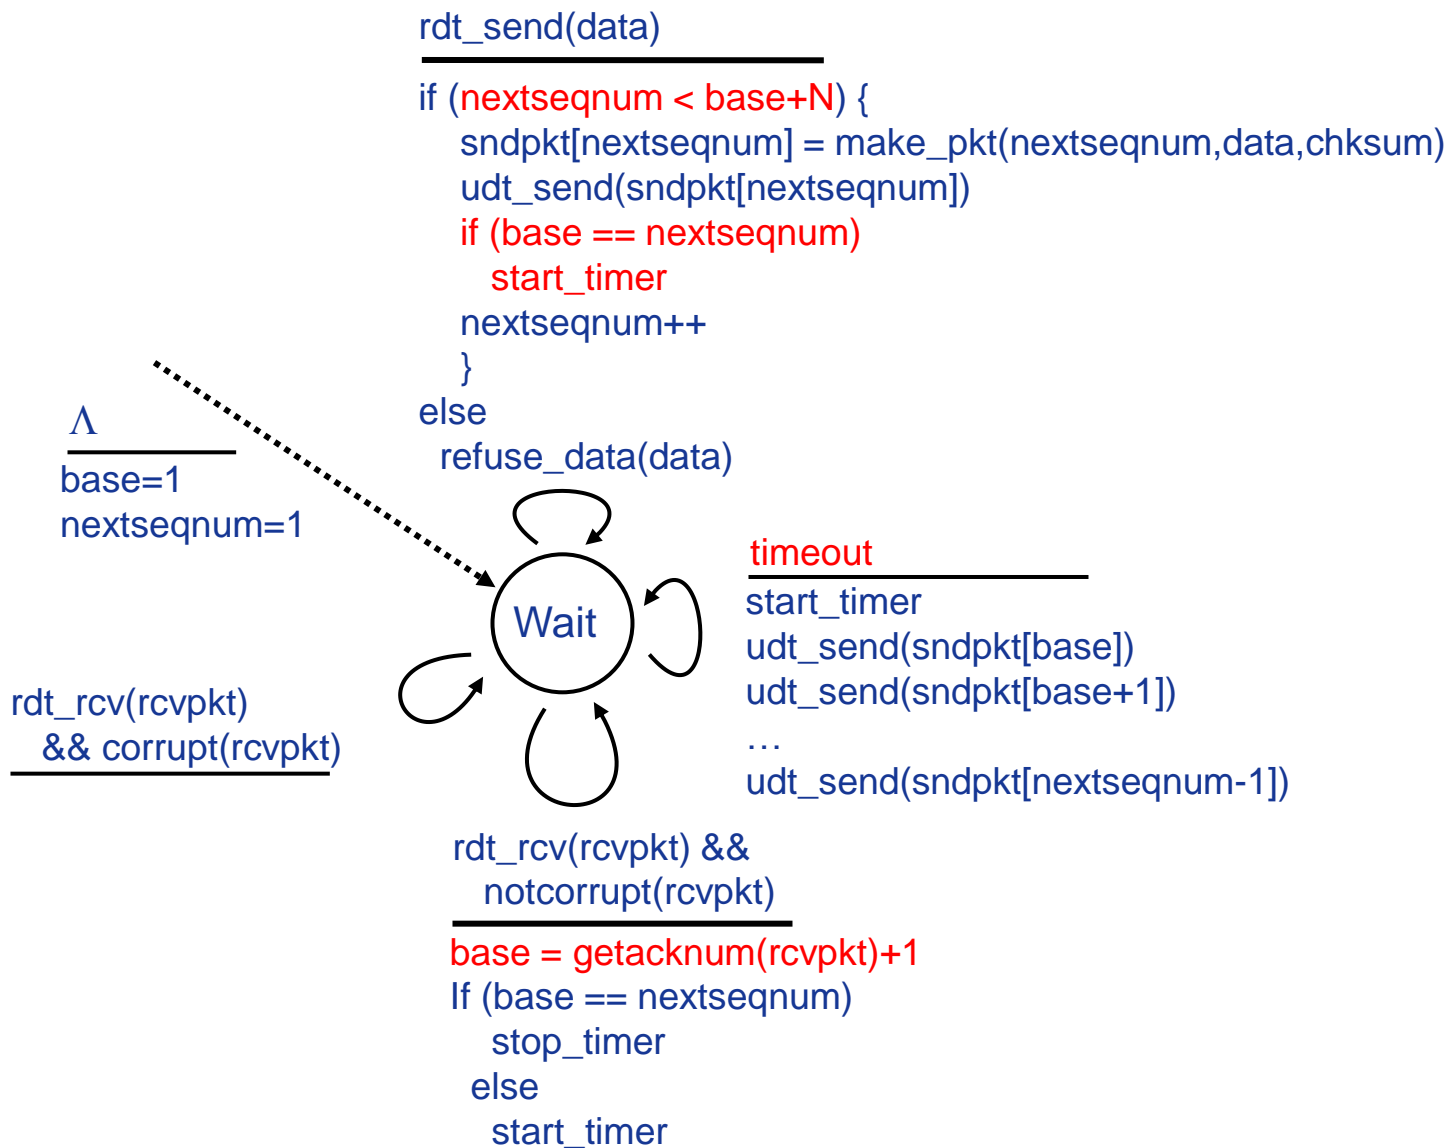 rdt_send(data)
if (nextseqnum < base+N) {
sndpkt[nextseqnum] = make_pkt(nextseqnum,data,chksum)
udt_send(sndpkt[nextseqnum])
if (base == nextseqnum)
start_timer
nextseqnum++
}
else
refuse_data(data)
Λ
base=1
nextseqnum=1
Wait
timeout
start_timer
udt_send(sndpkt[base])
udt_send(sndpkt[base+1])
…
udt_send(sndpkt[nextseqnum-1])
rdt_rcv(rcvpkt)
&& corrupt(rcvpkt)
rdt_rcv(rcvpkt) &&
notcorrupt(rcvpkt)
base = getacknum(rcvpkt)+1
If (base == nextseqnum)
stop_timer
else
start_timer